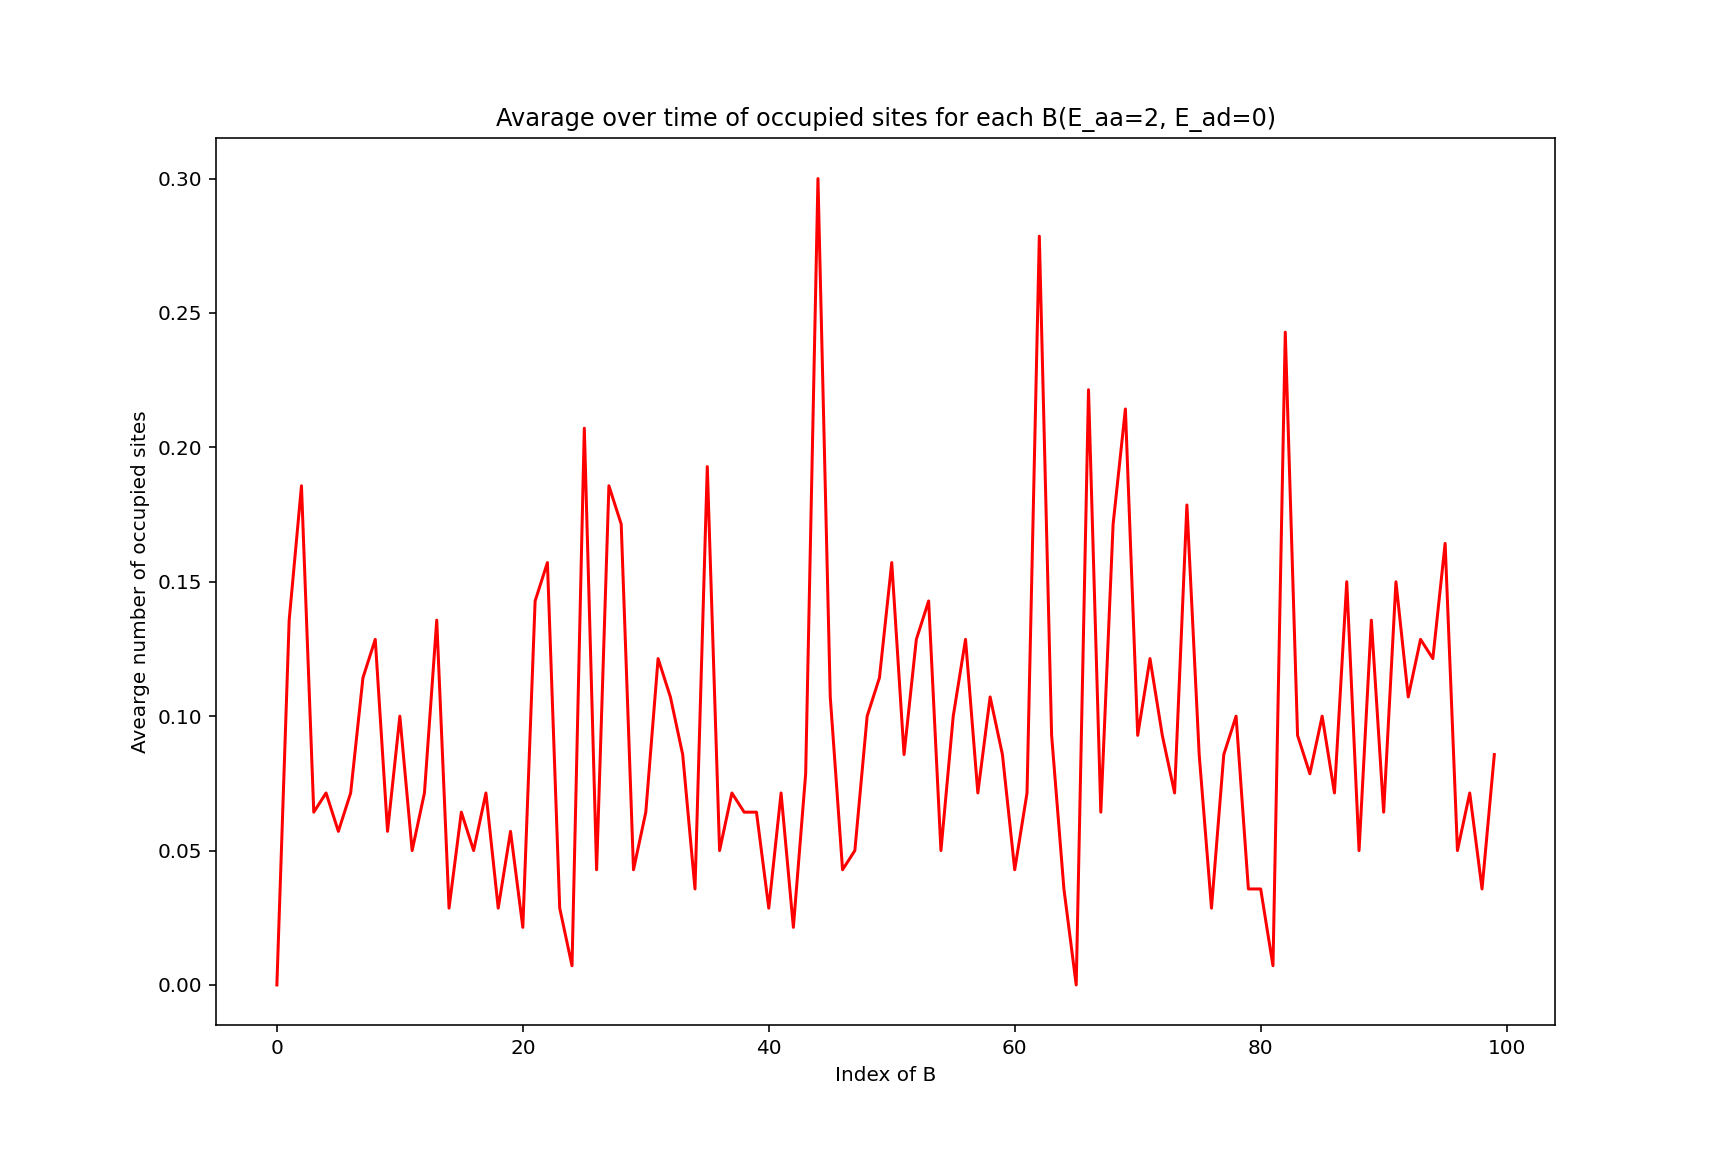 Avarage over time of occupied sites for each B(E_aa=2, E_ad=0)
0.30
0.25
0.20
0.15
0.10
0.05
0.00
Avearge number of occupied sites
0 20 40 60 80 100
Index of B